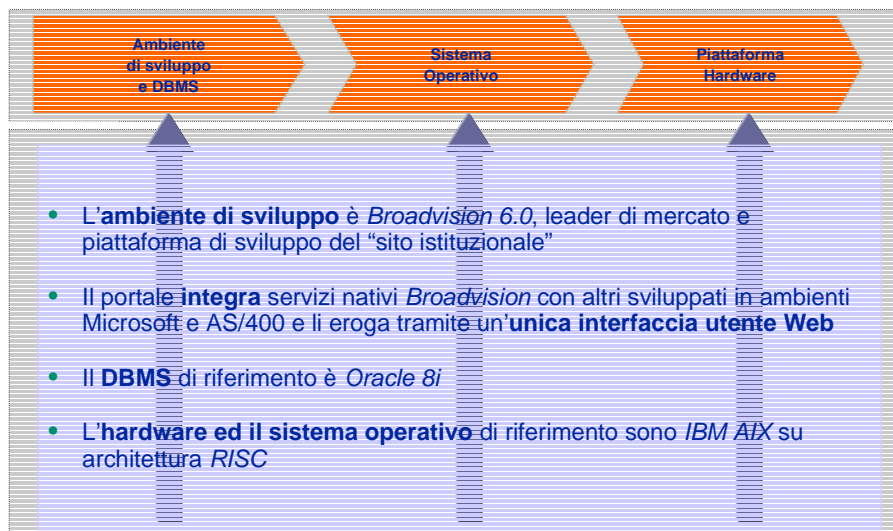 Ambiente
di sviluppo
e DBMS
Sistema
Operativo
Piattaforma
Hardware
• L'ambiente di sviluppo è Broadvision 6.0, leader di mercato e
piattaforma di sviluppo del “sito istituzionale”
• Il portale integra servizi nativi Broadvision con altri sviluppati in ambienti
Microsoft e AS/400 e li eroga tramite un'unica interfaccia utente Web
• Il DBMS di riferimento è Oracle 8i
• L'hardware ed il sistema operativo di riferimento sono IBM AIX su
architettura RISC